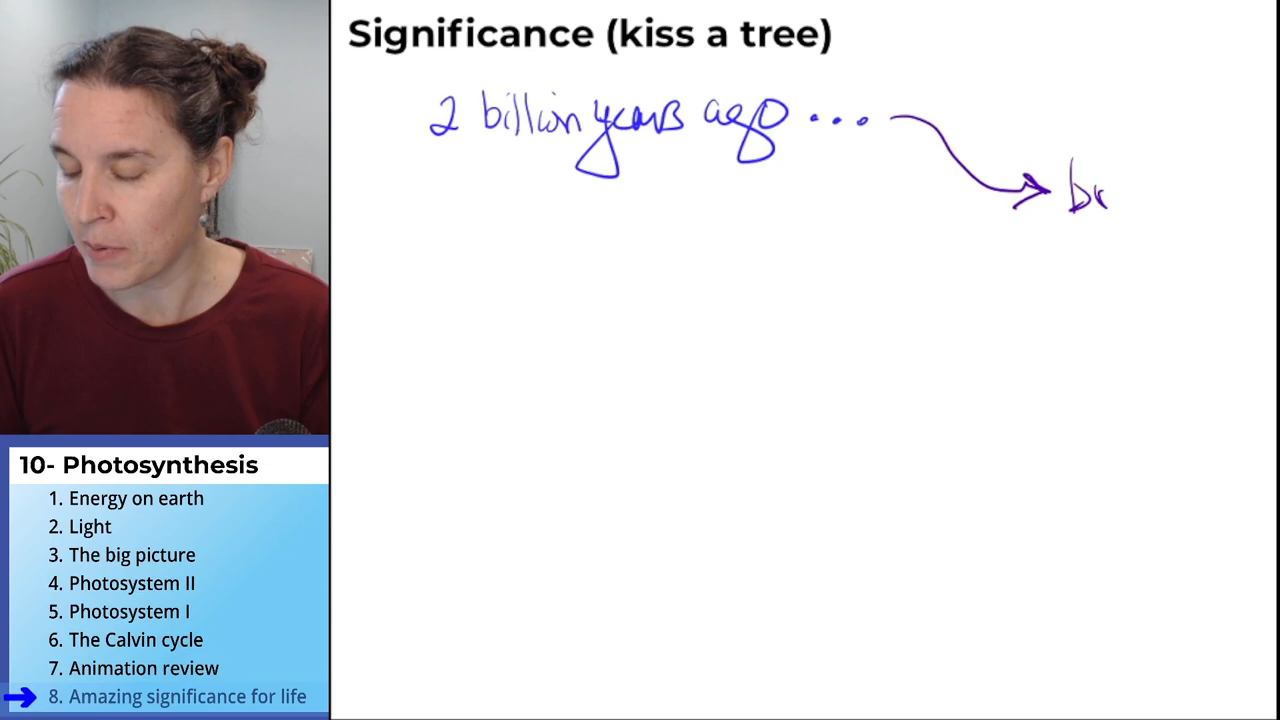 Significance (kiss a tree)
2 billion years ago ...
10- Photosynthesis
1. Energy on earth
2. Light
3. The big picture
4. Photosystem II
5. Photosystem I
6. The Calvin cycle
7. Animation review
8. Amazing significance for life